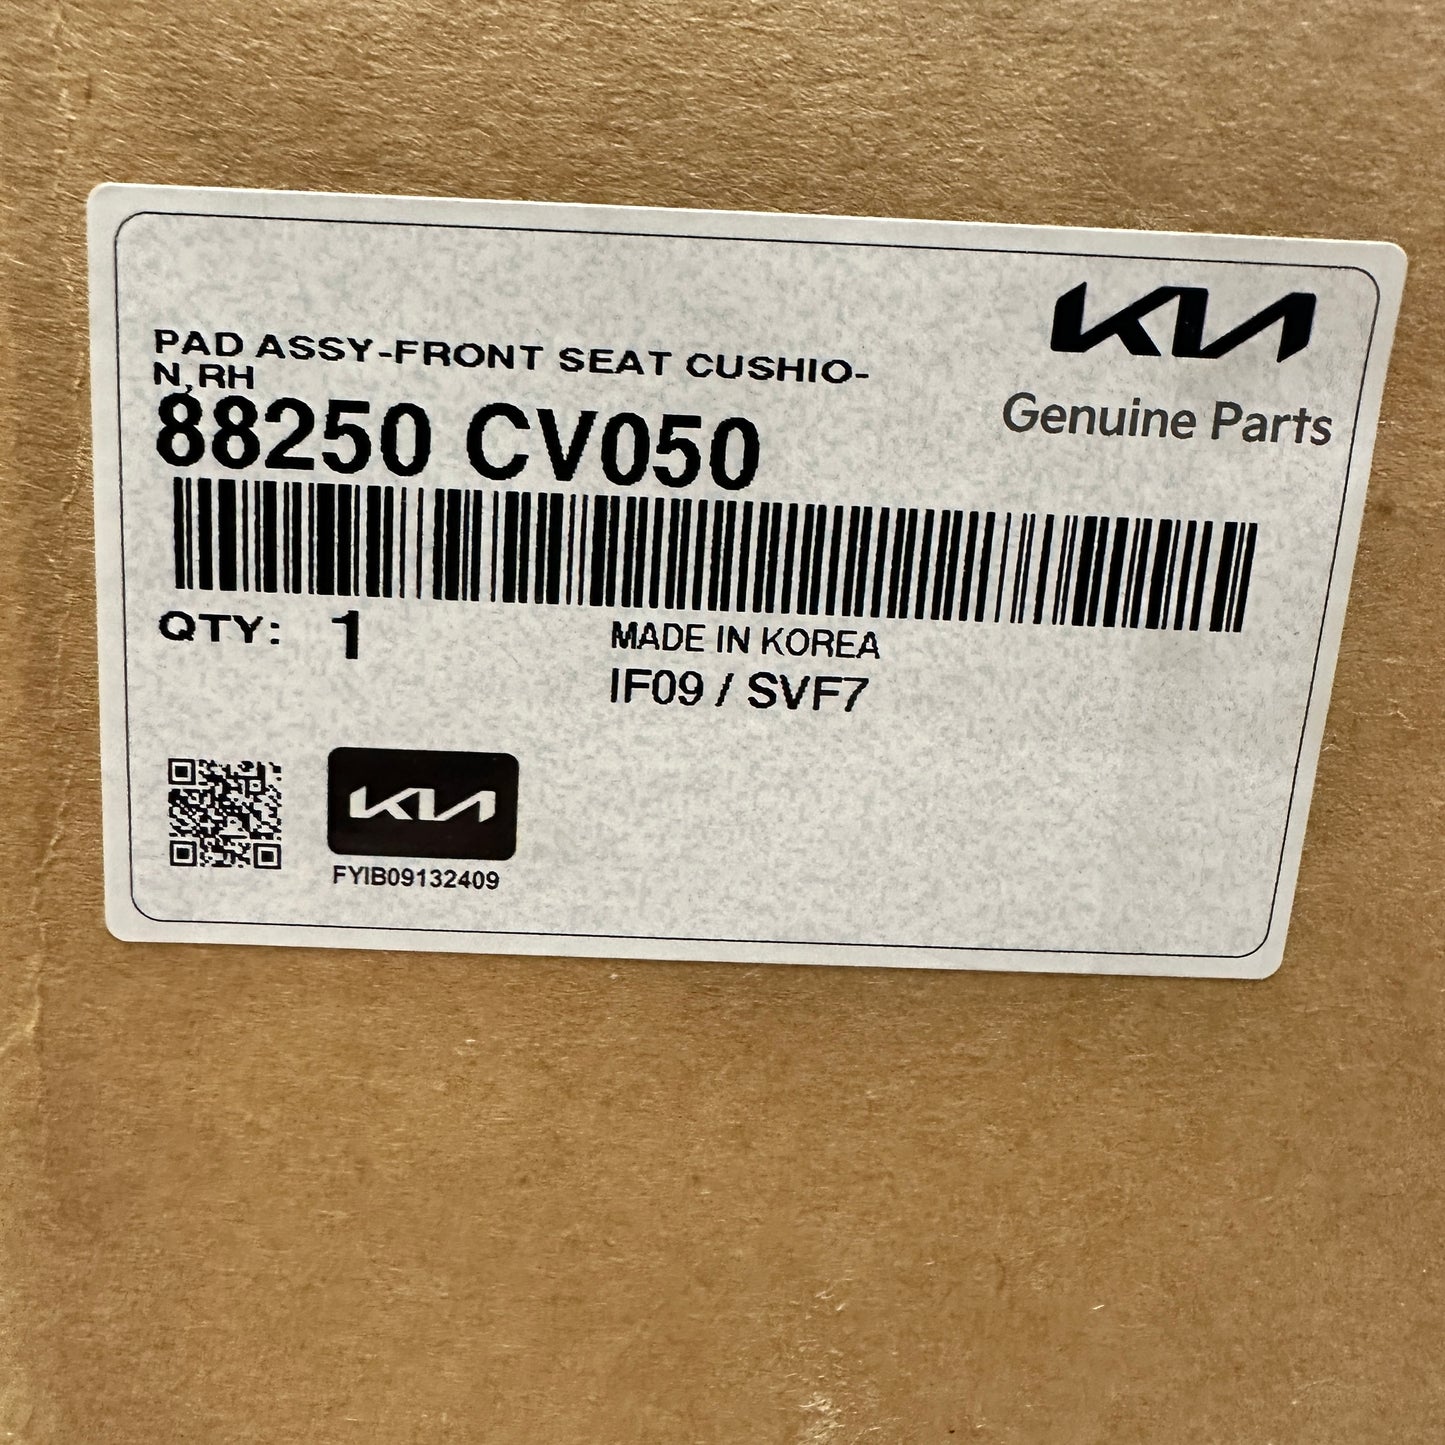 KIA
Genuine Parts
PAD ASSY-FRONT SEAT CUSHIO-
N,RH
88250 CV050
QTY: 1
MADE IN KOREA
IF09 / SVF7
KIA
FYIB09132409